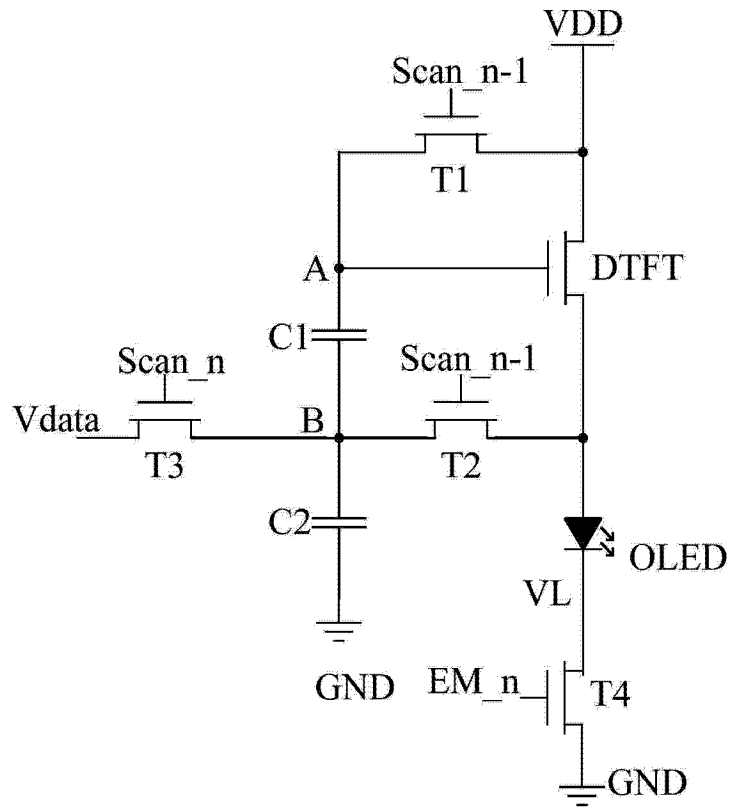 VDD
Scan_n-1
T1
A
DTFT
C1
Scan_n
Scan_n-1
Vdata
B
T3
T2
C2
OLED
VL
GND
EM_n
T4
GND